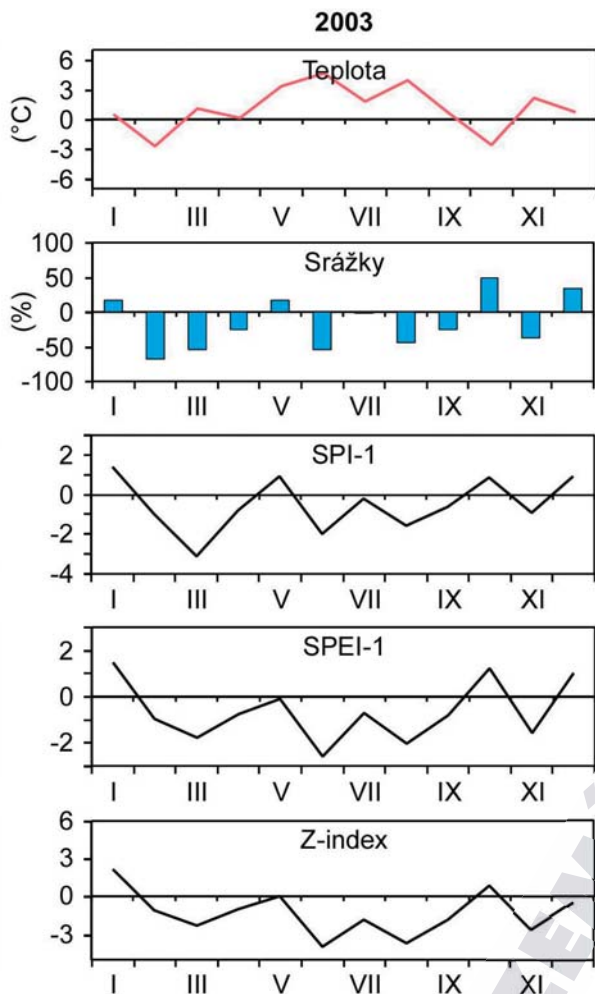 2003
Teplota
(°C)
6
3
0
-3
-6
I III V VII IX XI
Srážky
(%)
100
50
0
-50
-100
I III V VII IX XI
SPI-1
2
0
-2
-4
I III V VII IX XI
SPEI-1
2
0
-2
I III V VII IX XI
Z-index
6
3
0
-3
I III V VII IX XI